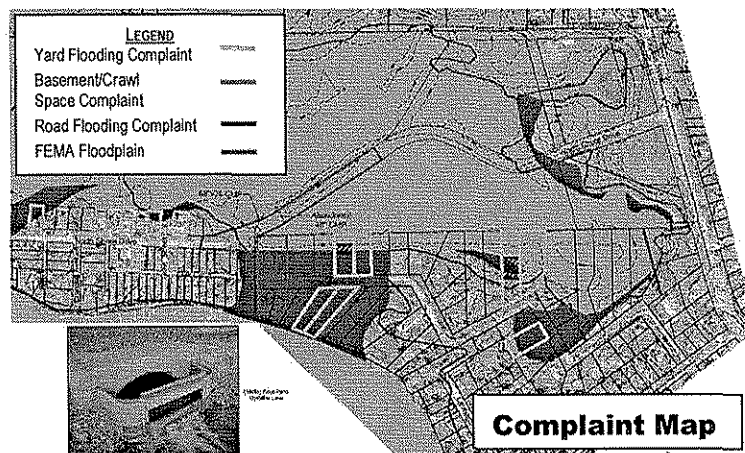 LEGEND
Yard Flooding Complaint
Basement/Crawl
Space Complaint
Road Flooding Complaint
FEMA Floodplain
Complaint Map